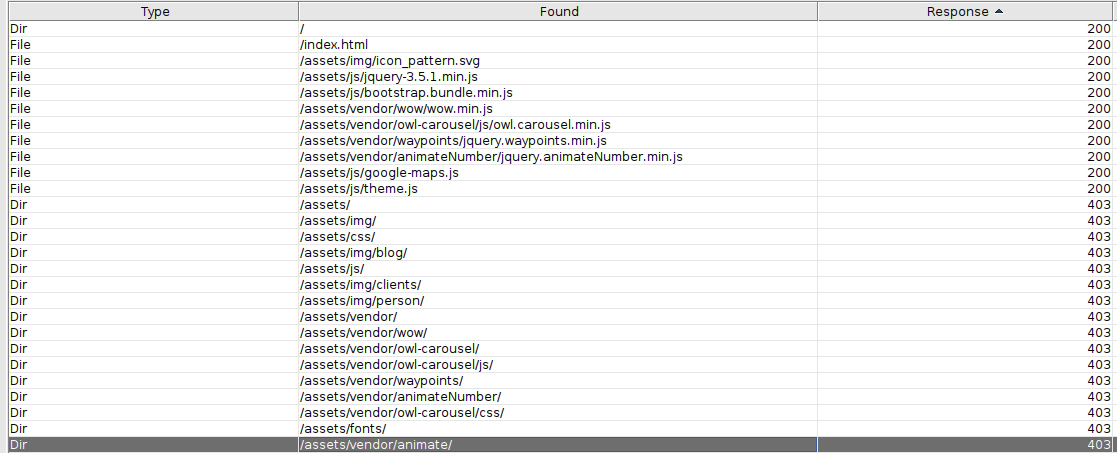 Type Found Response
Dir / 200
File /index.html 200
File /assets/img/icon_pattern.svg 200
File /assets/js/jquery-3.5.1.min.js 200
File /assets/js/bootstrap.bundle.min.js 200
File /assets/vendor/wow/wow.min.js 200
File /assets/vendor/owl-carousel/js/owl.carousel.min.js 200
File /assets/vendor/waypoints/jquery.waypoints.min.js 200
File /assets/vendor/animateNumber/jquery.animateNumber.min.js 200
File /assets/js/google-maps.js 200
File /assets/js/theme.js 200
Dir /assets/ 403
Dir /assets/img/ 403
Dir /assets/css/ 403
Dir /assets/img/blog/ 403
Dir /assets/js/ 403
Dir /assets/img/clients/ 403
Dir /assets/img/person/ 403
Dir /assets/vendor/ 403
Dir /assets/vendor/wow/ 403
Dir /assets/vendor/owl-carousel/ 403
Dir /assets/vendor/owl-carousel/js/ 403
Dir /assets/vendor/waypoints/ 403
Dir /assets/vendor/animateNumber/ 403
Dir /assets/vendor/owl-carousel/css/ 403
Dir /assets/fonts/ 403
Dir /assets/vendor/animate/ 403